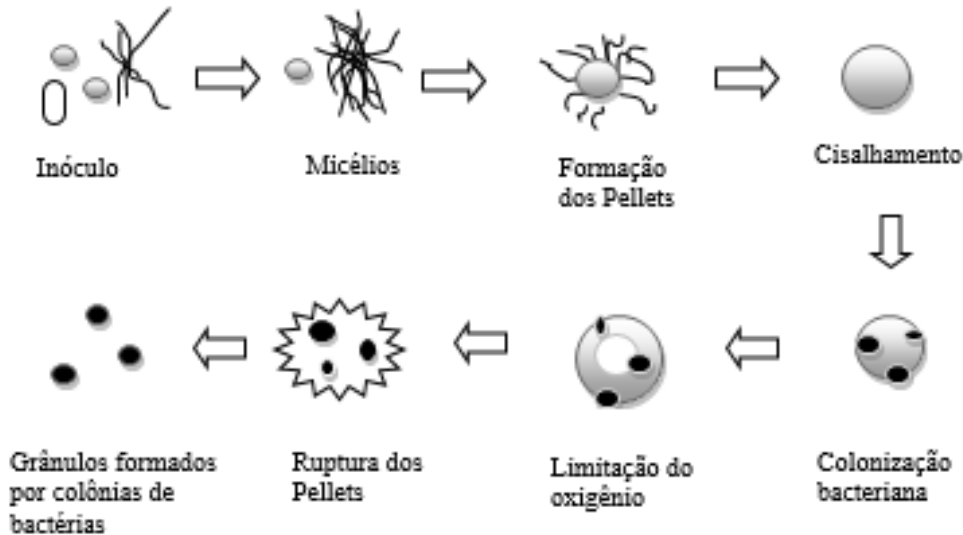 Inóculo
Micélios
Formação
dos Pellets
Cisalhamento
Grânulos formados
por colônias de
bactérias
Ruptura dos
Pellets
Limitação do
oxigênio
Colonização
bacteriana